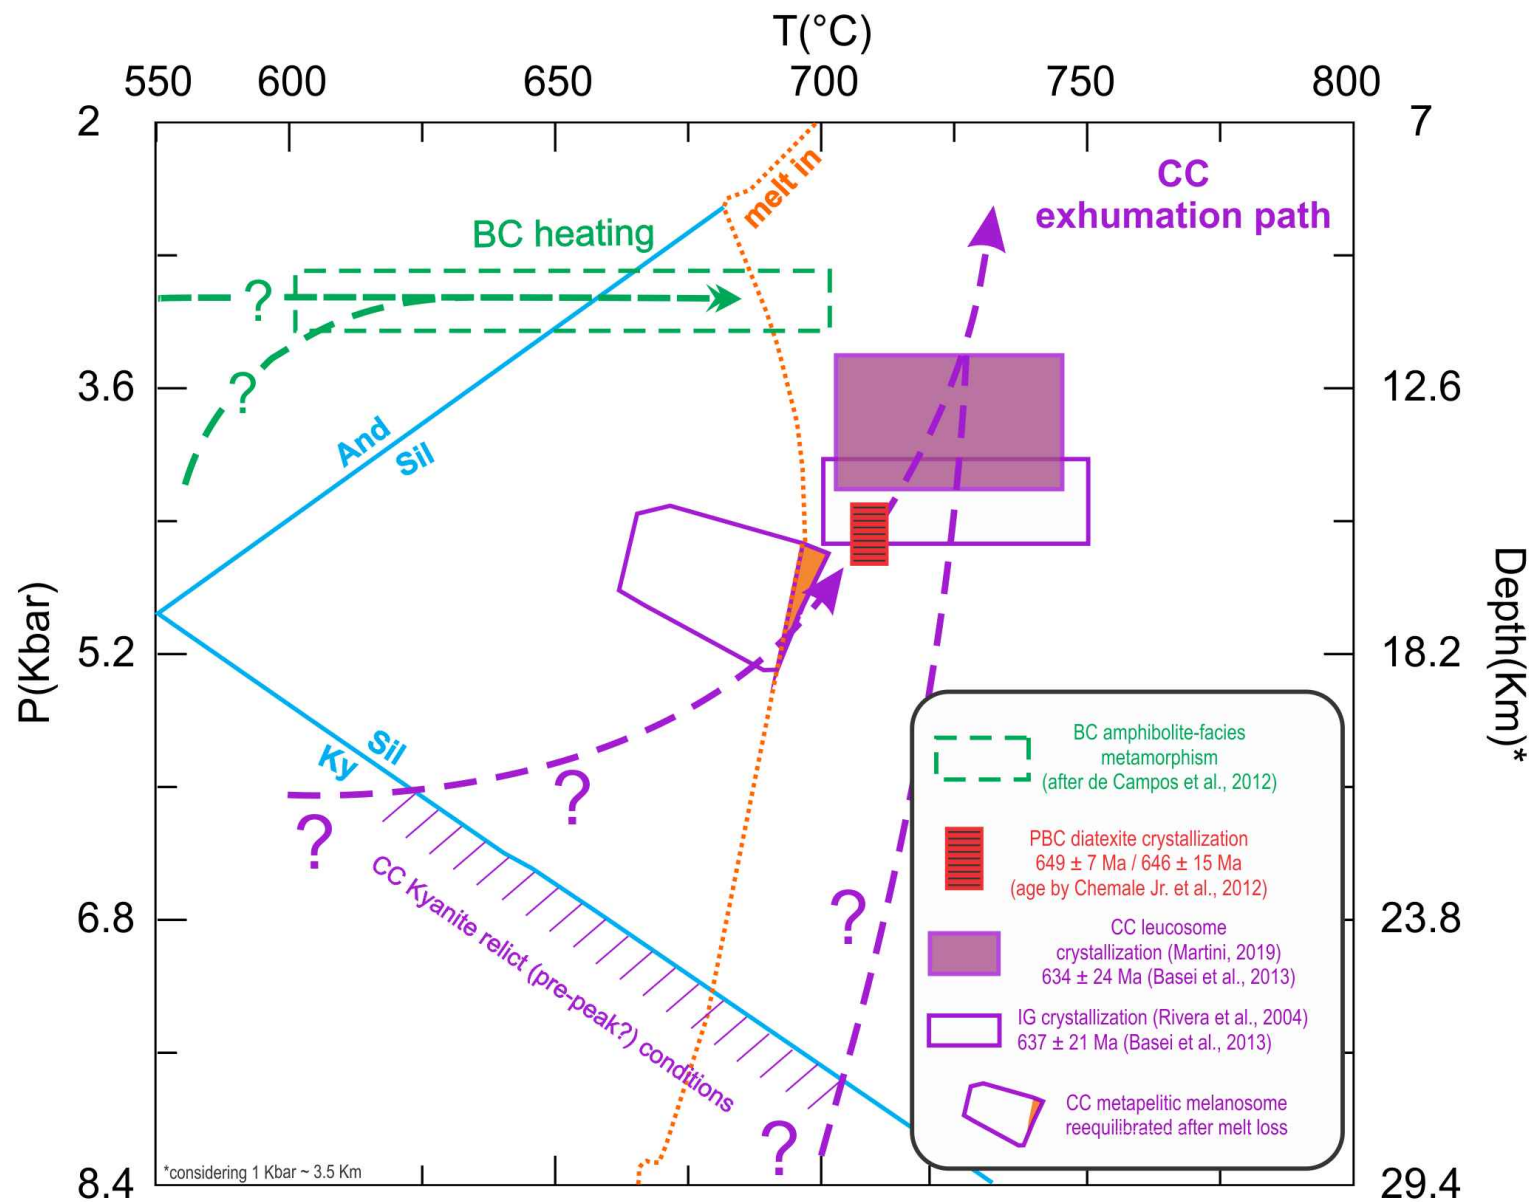 T(°C)
550 600 650 700 750 800
2
7
melt in
CC
exhumation path
BC heating
?
?
3.6
12.6
And
Sil
P(Kbar)
Depth(Km)*
5.2
18.2
Sil
Ky
?
?
CC Kyanite relict (pre-peak?) conditions
6.8
23.8
?
?
BC amphibolite-facies
metamorphism
(after de Campos et al., 2012)
PBC diatexite crystallization
649 ± 7 Ma / 646 ± 15 Ma
(age by Chemale Jr. et al., 2012)
CC leucosome
crystallization (Martini, 2019)
634 ± 24 Ma (Basei et al., 2013)
IG crystallization (Rivera et al., 2004)
637 ± 21 Ma (Basei et al., 2013)
CC metapelitic melanosome
reequilibrated after melt loss
*considering 1 Kbar ~ 3.5 Km
8.4
29.4